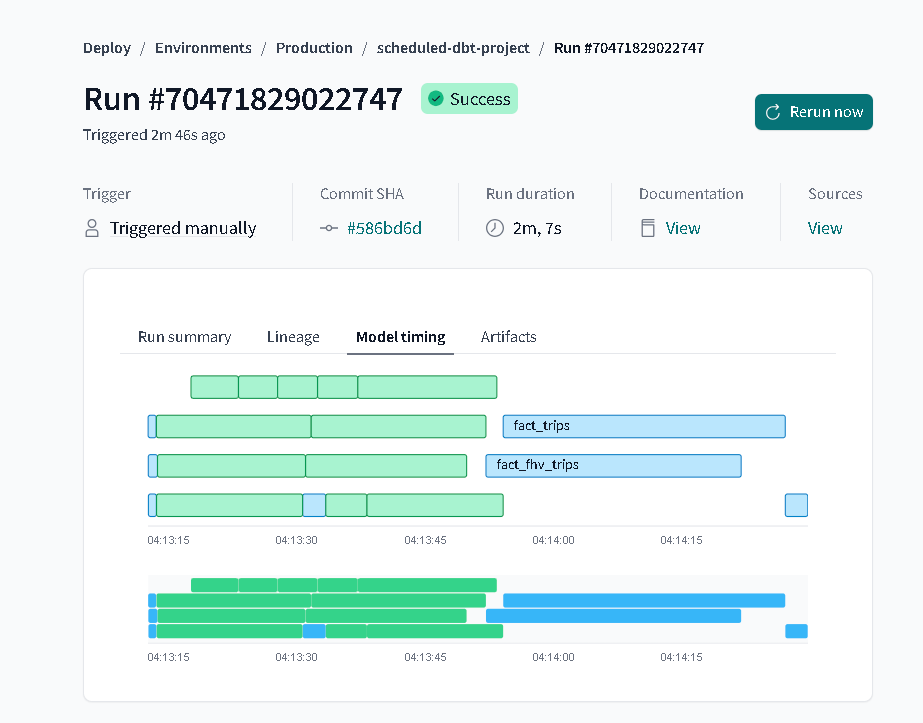 Deploy / Environments / Production / scheduled-dbt-project / Run #70471829022747
Run #70471829022747 Success
Rerun now
Triggered 2m 46s ago
Trigger Commit SHA Run duration Documentation Sources
Triggered manually #586bd6d 2m, 7s View View
Run summary Lineage Model timing Artifacts
fact_trips
fact_fhv_trips
04:13:15 04:13:30 04:13:45 04:14:00 04:14:15
04:13:15 04:13:30 04:13:45 04:14:00 04:14:15